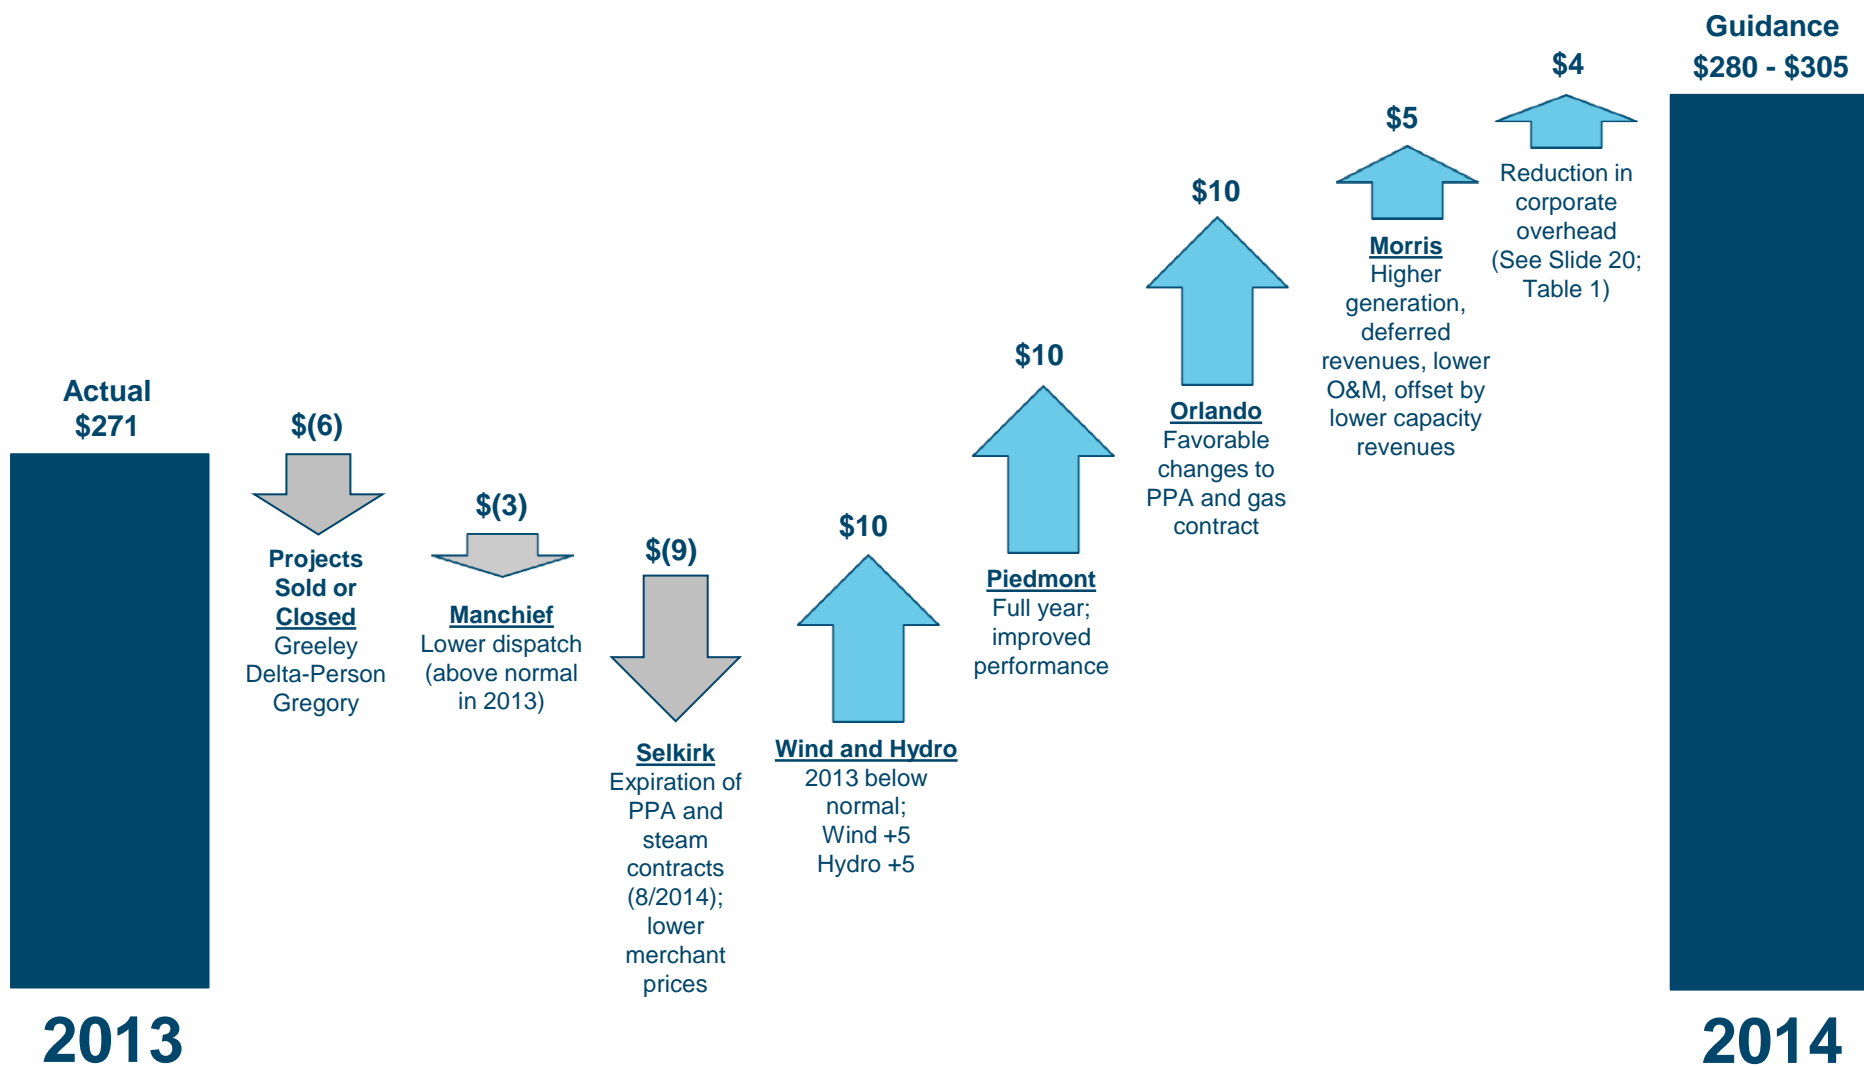 Actual
$271
2013
$(6)
Projects
Sold or
Closed
Greeley
Delta-Person
Gregory
$(3)
Manchief
Lower dispatch
(above normal
in 2013)
$(9)
Selkirk
Expiration of
PPA and
steam
contracts
(8/2014);
lower
merchant
prices
$10
Wind and Hydro
2013 below
normal;
Wind +5
Hydro +5
$10
Piedmont
Full year;
improved
performance
$10
Orlando
Favorable
changes to
PPA and gas
contract
$5
Morris
Higher
generation,
deferred
revenues, lower
O&M, offset by
lower capacity
revenues
$4
Reduction in
corporate
overhead
(See Slide 20;
Table 1)
Guidance
$280 - $305
2014